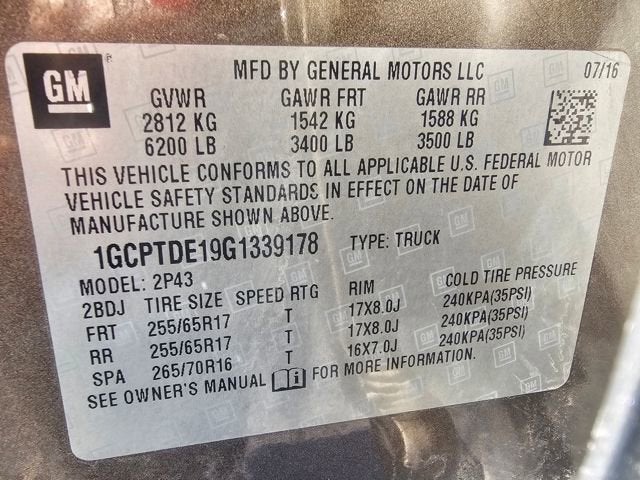 GM
MFD BY GENERAL MOTORS LLC 07/16
GVWR GAWR FRT GAWR RR
2812 KG 1542 KG 1588 KG
6200 LB 3400 LB 3500 LB
THIS VEHICLE CONFORMS TO ALL APPLICABLE U.S. FEDERAL MOTOR
VEHICLE SAFETY STANDARDS IN EFFECT ON THE DATE OF
MANUFACTURE SHOWN ABOVE.
1GCPTDE19G1339178 TYPE: TRUCK
MODEL: 2P43
2BDJ TIRE SIZE SPEED RTG RIM COLD TIRE PRESSURE
FRT 255/65R17 T 17X8.0J 240KPA(35PSI)
RR 255/65R17 T 17X8.0J 240KPA(35PSI)
SPA 265/70R16 T 16X7.0J 240KPA(35PSI)
SEE OWNER'S MANUAL FOR MORE INFORMATION.